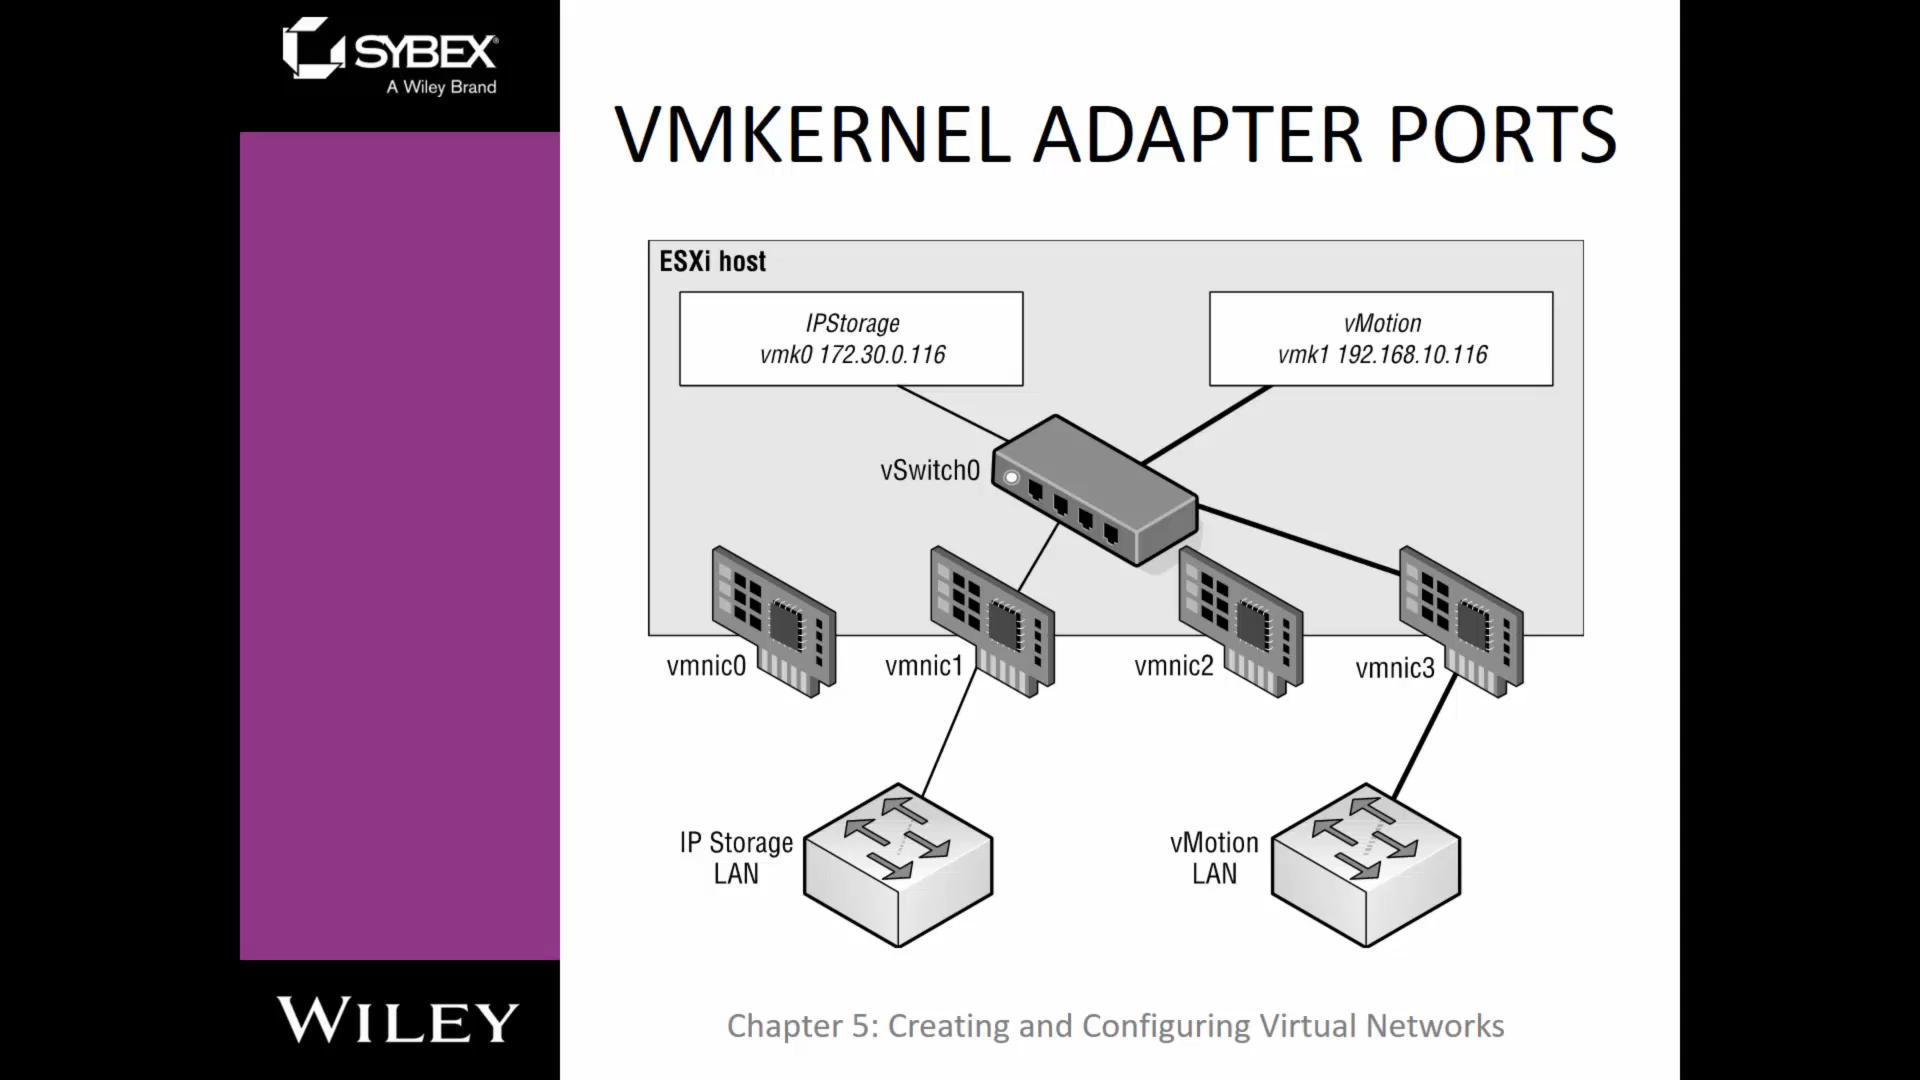 SYBEX®
A Wiley Brand
VMKERNEL ADAPTER PORTS
ESXi host
IPStorage
vmk0 172.30.0.116
vMotion
vmk1 192.168.10.116
vSwitch0
vmnic0
vmnic1
vmnic2
vmnic3
IP Storage
LAN
vMotion
LAN
WILEY
Chapter 5: Creating and Configuring Virtual Networks